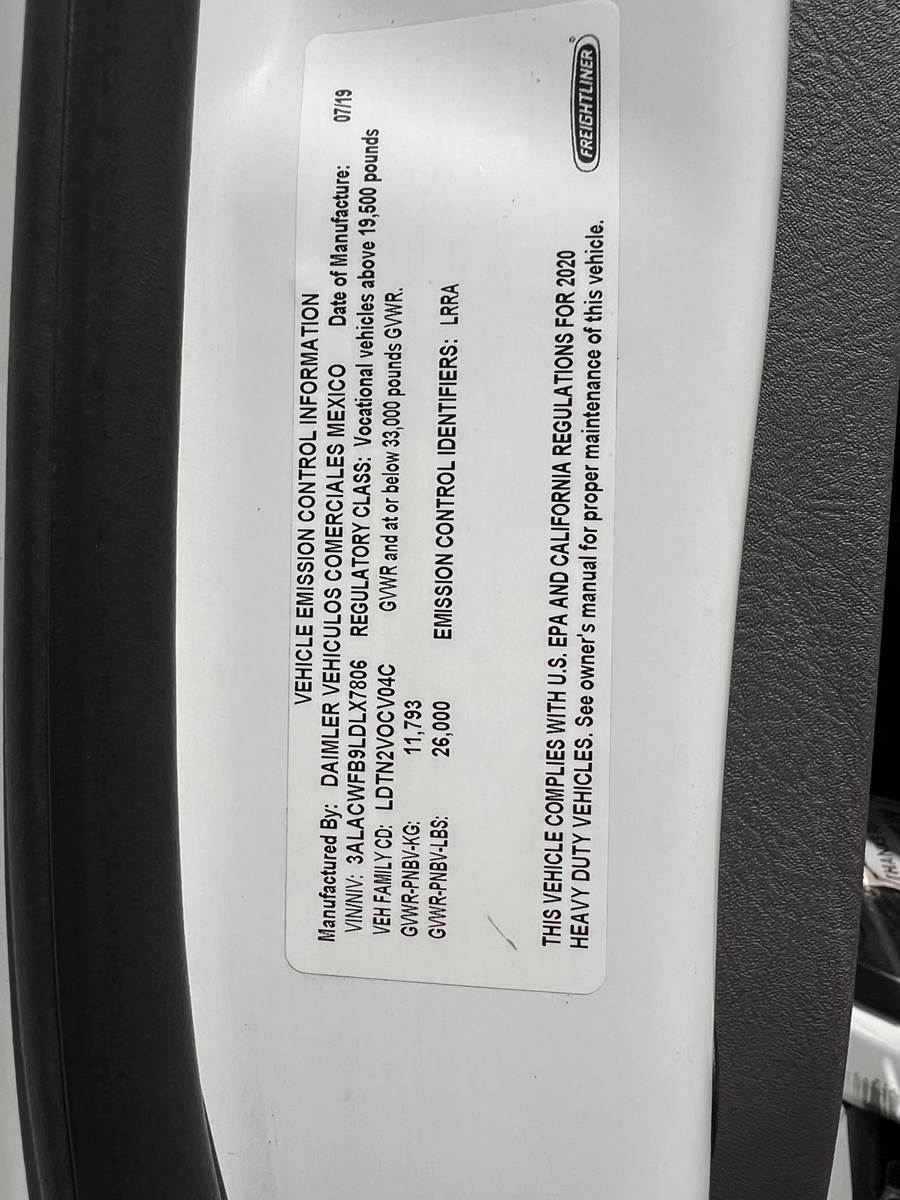 VEHICLE EMISSION CONTROL INFORMATION
Manufactured By: DAIMLER VEHICULOS COMERCIALES MEXICO Date of Manufacture: 07/19
VIN/NIV: 3ALACWFB9LDLX7806 REGULATORY CLASS: Vocational vehicles above 19,500 pounds
VEH FAMILY CD: LDTN2VOCV04C GVWR and at or below 33,000 pounds GVWR.
GVWR-PNBV-KG: 11,793
GVWR-PNBV-LBS: 26,000 EMISSION CONTROL IDENTIFIERS: LRRA
THIS VEHICLE COMPLIES WITH U.S. EPA AND CALIFORNIA REGULATIONS FOR 2020
HEAVY DUTY VEHICLES. See owner's manual for proper maintenance of this vehicle.
FREIGHTLINER